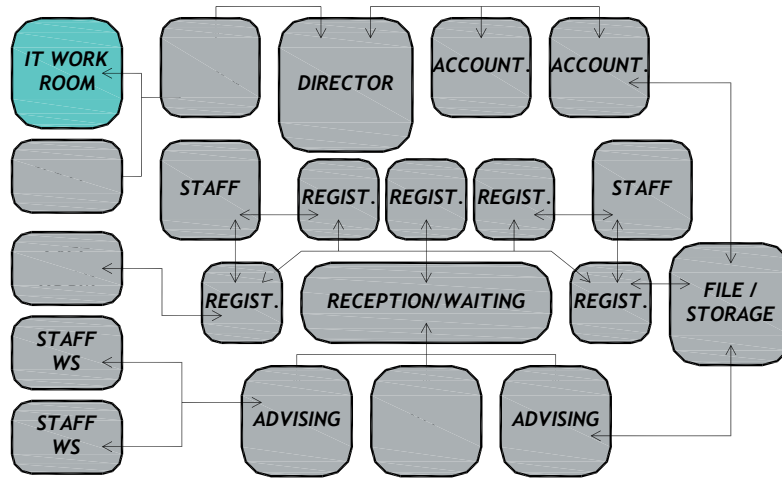 IT WORK
ROOM
DIRECTOR
ACCOUNT.
ACCOUNT.
STAFF
REGIST.
REGIST.
REGIST.
STAFF
REGIST.
RECEPTION/WAITING
REGIST.
FILE /
STORAGE
STAFF
WS
STAFF
WS
ADVISING
ADVISING